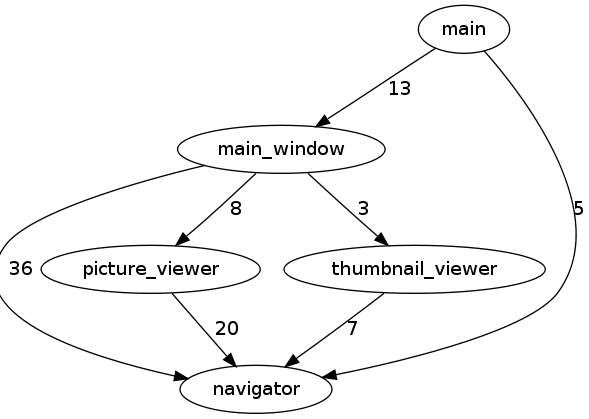 main
13
main_window
8
3
5
36
picture_viewer
thumbnail_viewer
20
7
navigator